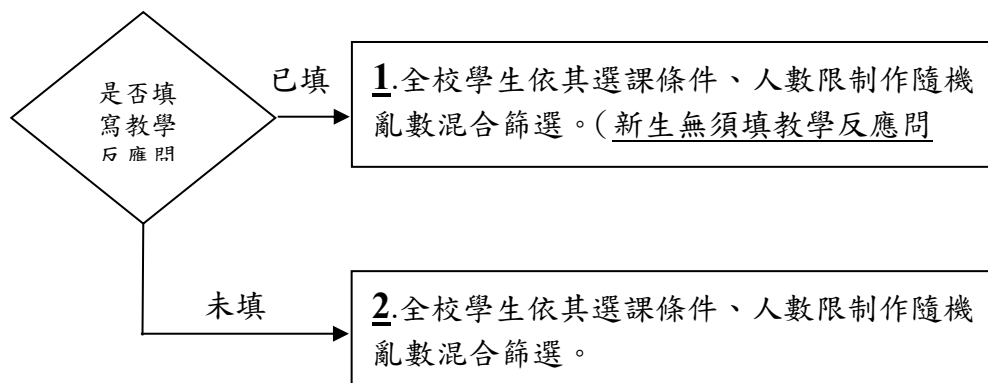 是否填
寫教學
反應問
已填
1.全校學生依其選課條件、人數限制作隨機
亂數混合篩選。(新生無須填教學反應問
未填
2.全校學生依其選課條件、人數限制作隨機
亂數混合篩選。